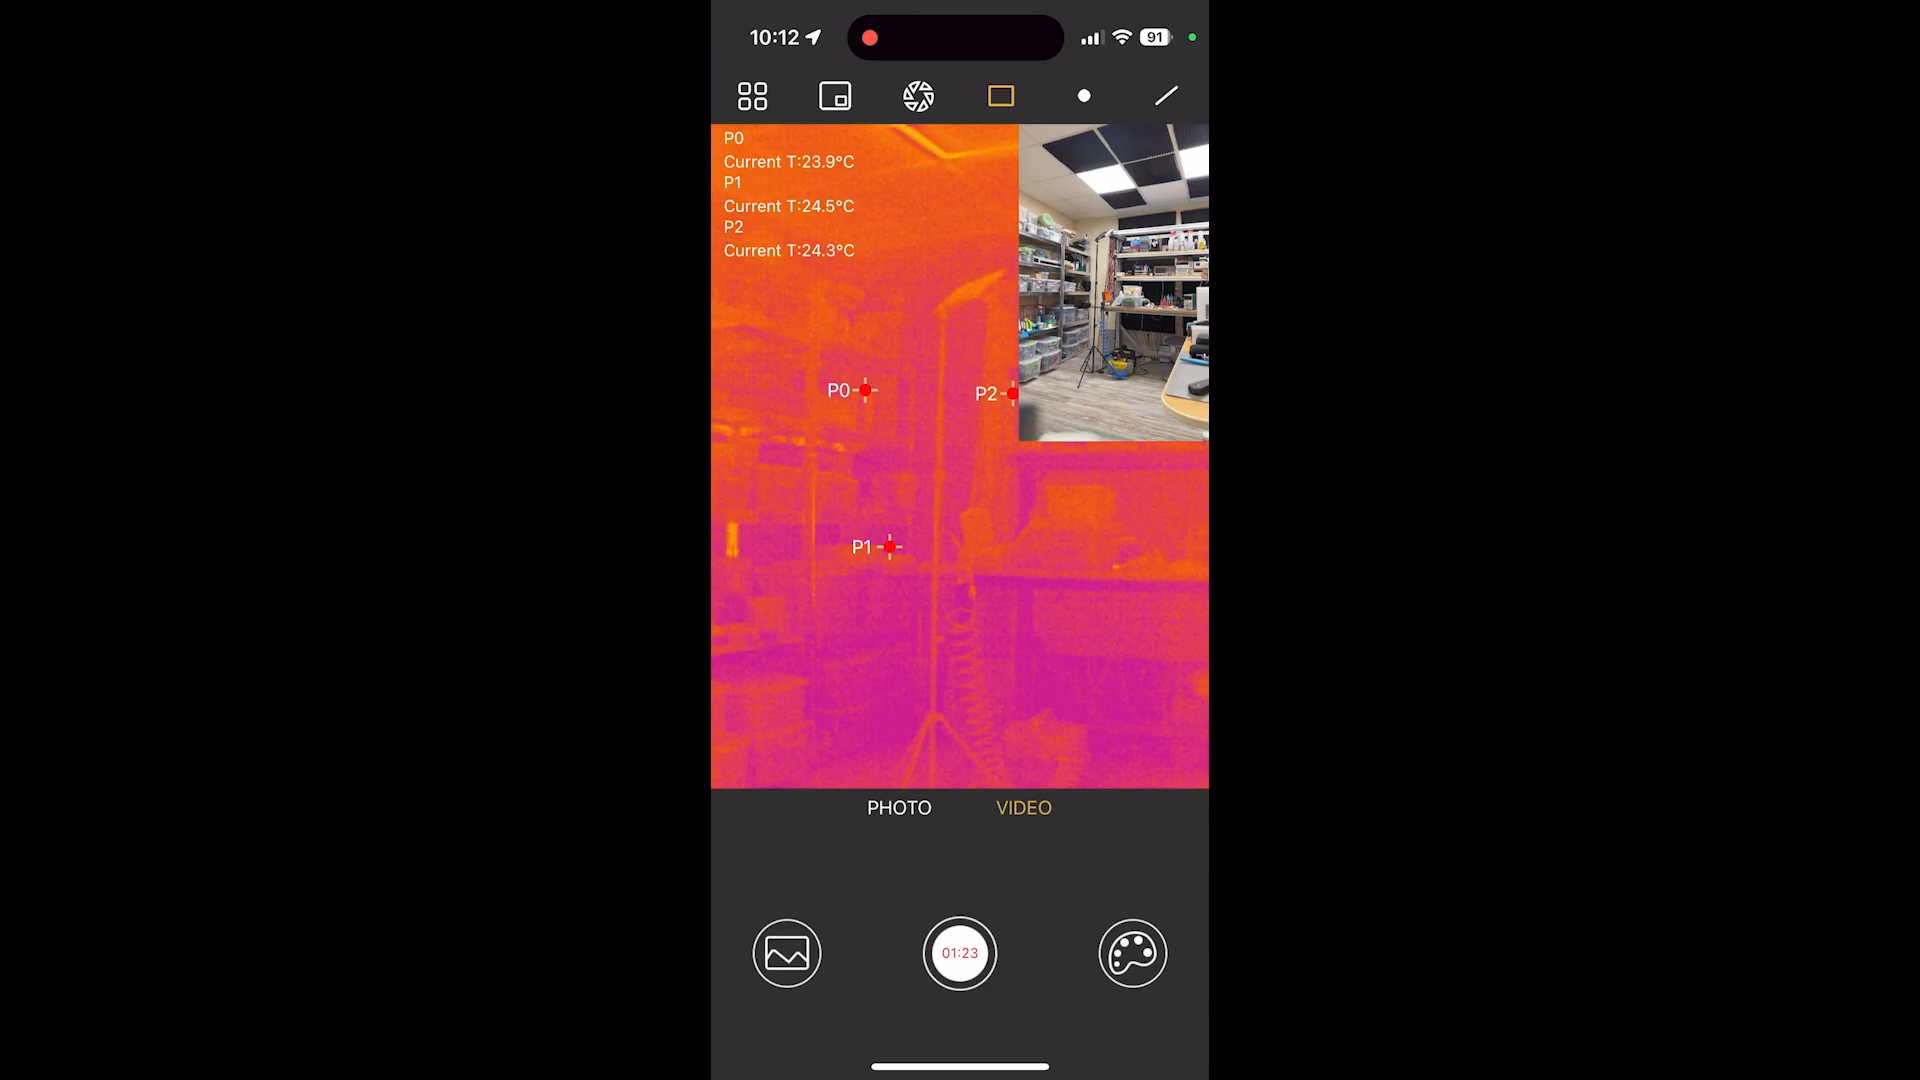 10:12
91
P0
Current T:23.9°C
P1
Current T:24.5°C
P2
Current T:24.3°C
P0
P2
P1
PHOTO
VIDEO
01:23